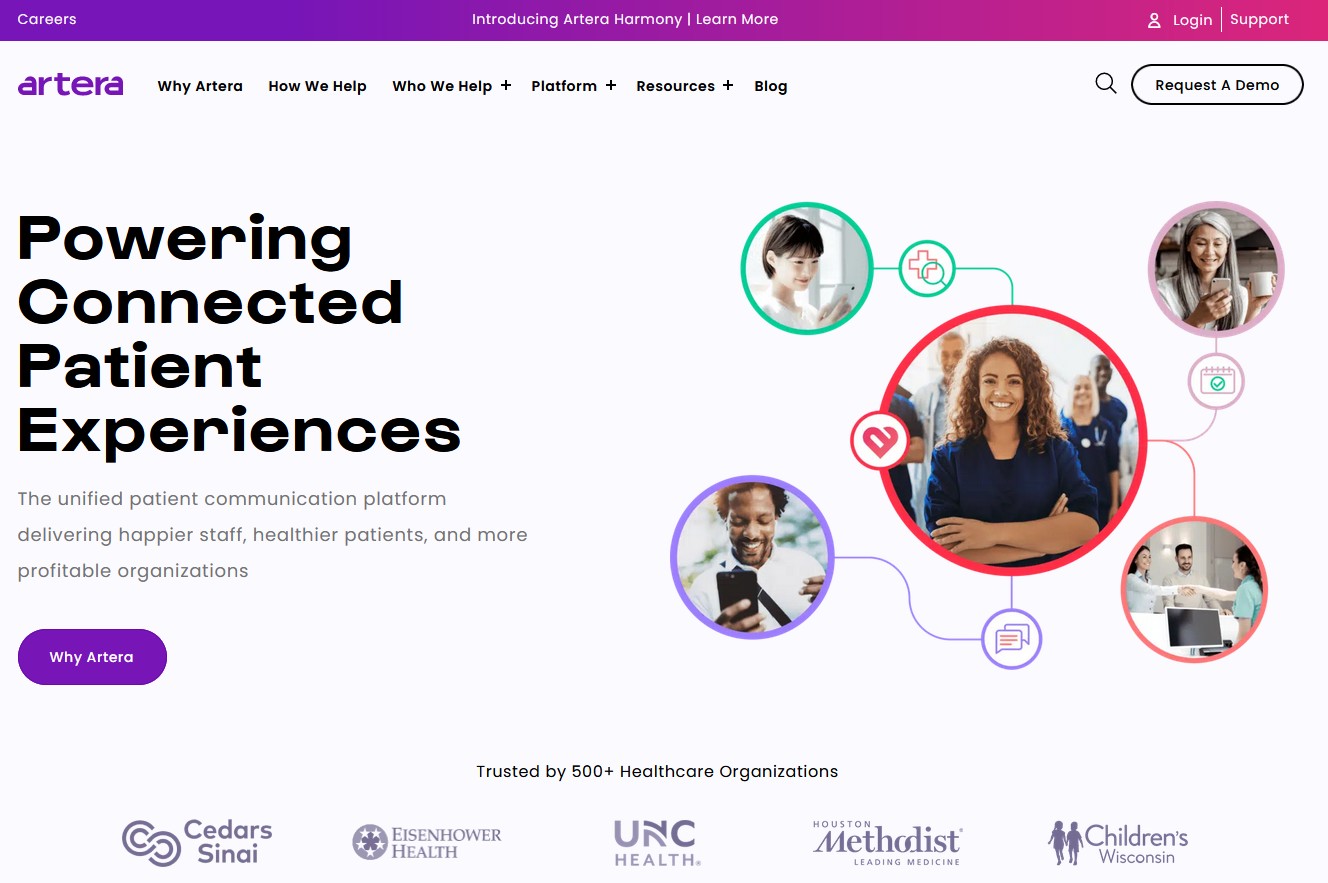 Careers
Introducing Artera Harmony | Learn More
Login | Support
artera
Why Artera
How We Help
Who We Help +
Platform +
Resources +
Blog
Request A Demo
Powering
Connected
Patient
Experiences
The unified patient communication platform
delivering happier staff, healthier patients, and more
profitable organizations
Why Artera
Trusted by 500+ Healthcare Organizations
Cedars
Sinai
EISENHOWER
HEALTH
UNC
HEALTH®
HOUSTON
Methodist®
LEADING MEDICINE
Children's
Wisconsin